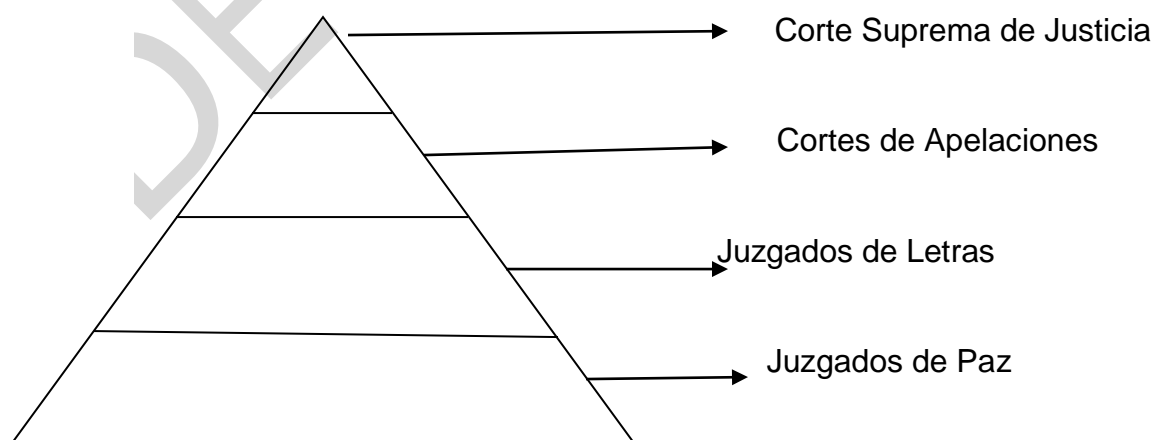 Corte Suprema de Justicia
Cortes de Apelaciones
Juzgados de Letras
Juzgados de Paz